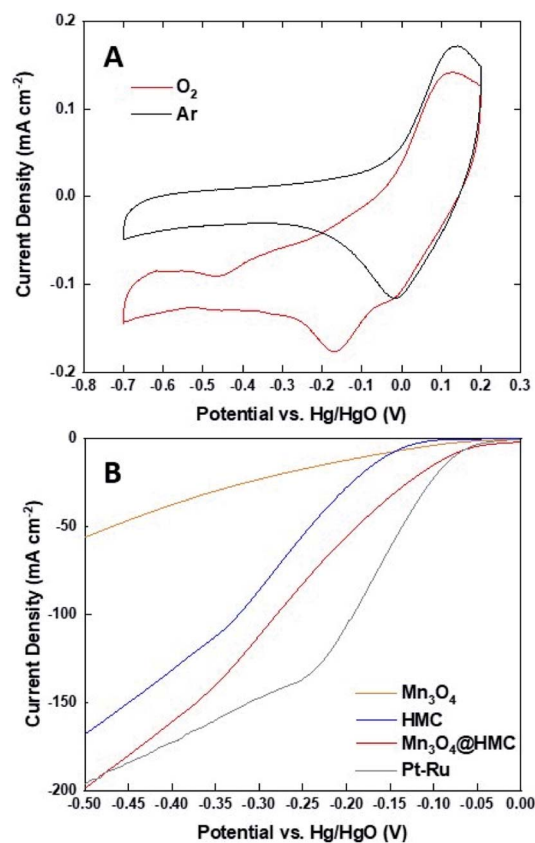 A
O₂
Ar
Current Density (mA cm⁻²)
0.2
0.1
0.0
-0.1
-0.2
-0.8 -0.7 -0.6 -0.5 -0.4 -0.3 -0.2 -0.1 0.0 0.1 0.2 0.3
Potential vs. Hg/HgO (V)
B
Current Density (mA cm⁻²)
0
-50
-100
-150
-200
Mn₃O₄
HMC
Mn₃O₄@HMC
Pt-Ru
-0.50 -0.45 -0.40 -0.35 -0.30 -0.25 -0.20 -0.15 -0.10 -0.05 0.00
Potential vs. Hg/HgO (V)